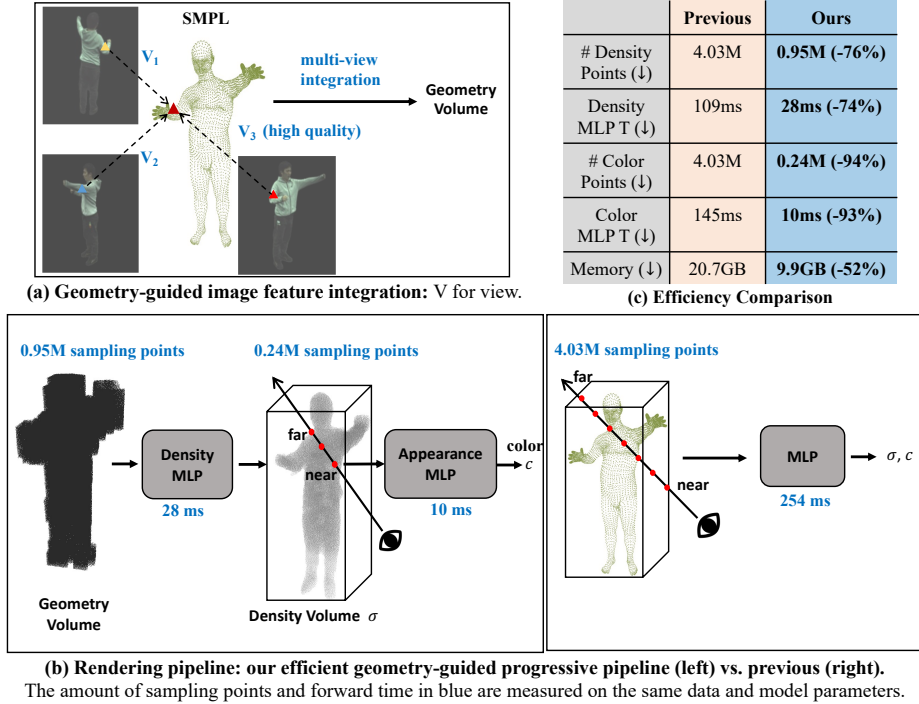 SMPL
V1
multi-view
integration
Geometry
Volume
V3 (high quality)
V2
(a) Geometry-guided image feature integration: V for view.
Previous Ours
# Density Points (↓) 4.03M 0.95M (-76%)
Density MLP T (↓) 109ms 28ms (-74%)
# Color Points (↓) 4.03M 0.24M (-94%)
Color MLP T (↓) 145ms 10ms (-93%)
Memory (↓) 20.7GB 9.9GB (-52%)
(c) Efficiency Comparison
0.95M sampling points
0.24M sampling points
far
near
Density
MLP
28 ms
Appearance
MLP
10 ms
color
c
Geometry
Volume
Density Volume σ
4.03M sampling points
far
near
MLP
254 ms
σ, c
(b) Rendering pipeline: our efficient geometry-guided progressive pipeline (left) vs. previous (right).
The amount of sampling points and forward time in blue are measured on the same data and model parameters.